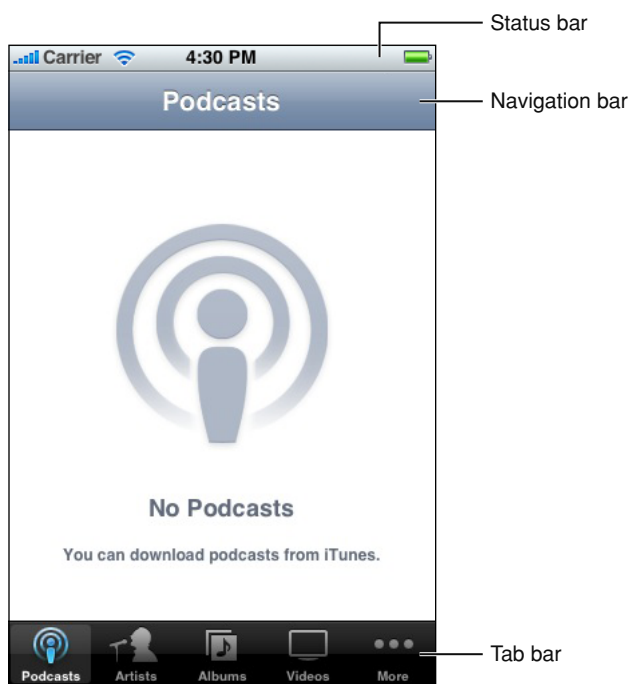 Status bar
Carrier 4:30 PM
Podcasts
Navigation bar
No Podcasts
You can download podcasts from iTunes.
Tab bar
Podcasts Artists Albums Videos More